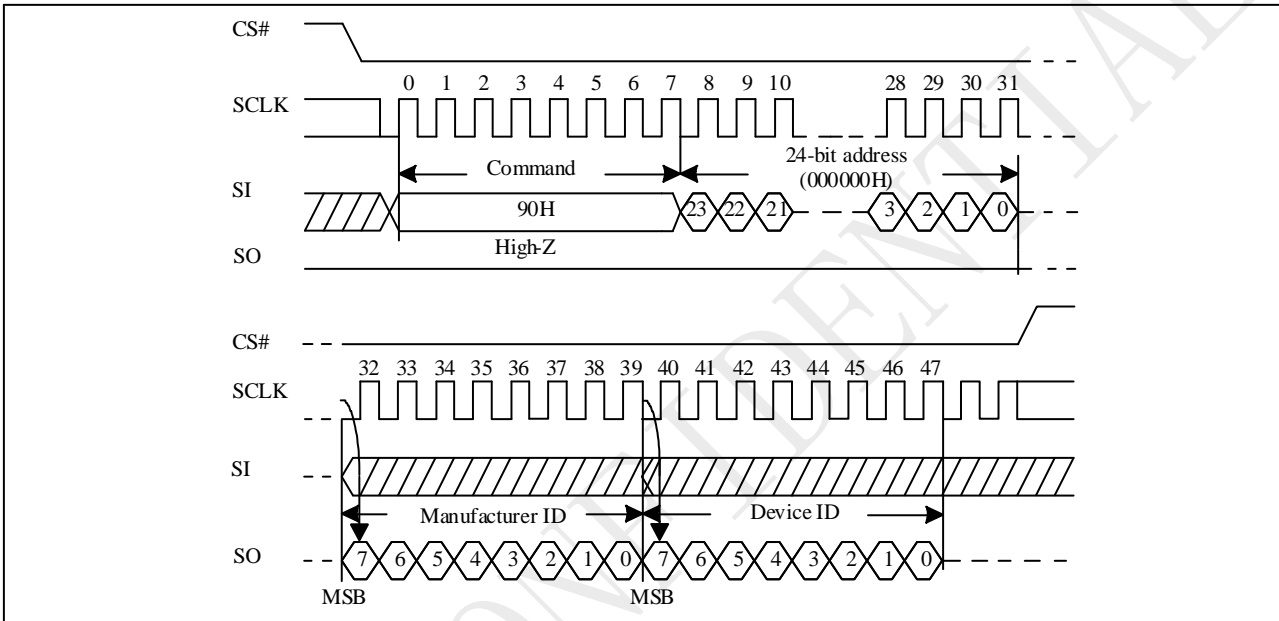 CS#
0 1 2 3 4 5 6 7 8 9 10 28 29 30 31
SCLK
Command
24-bit address
(000000H)
SI
90H
23 22 21 3 2 1 0
High-Z
SO
CS#
32 33 34 35 36 37 38 39 40 41 42 43 44 45 46 47
SCLK
SI
Manufacturer ID
Device ID
SO
7 6 5 4 3 2 1 0 7 6 5 4 3 2 1 0
MSB MSB
CONFIDENTIAL